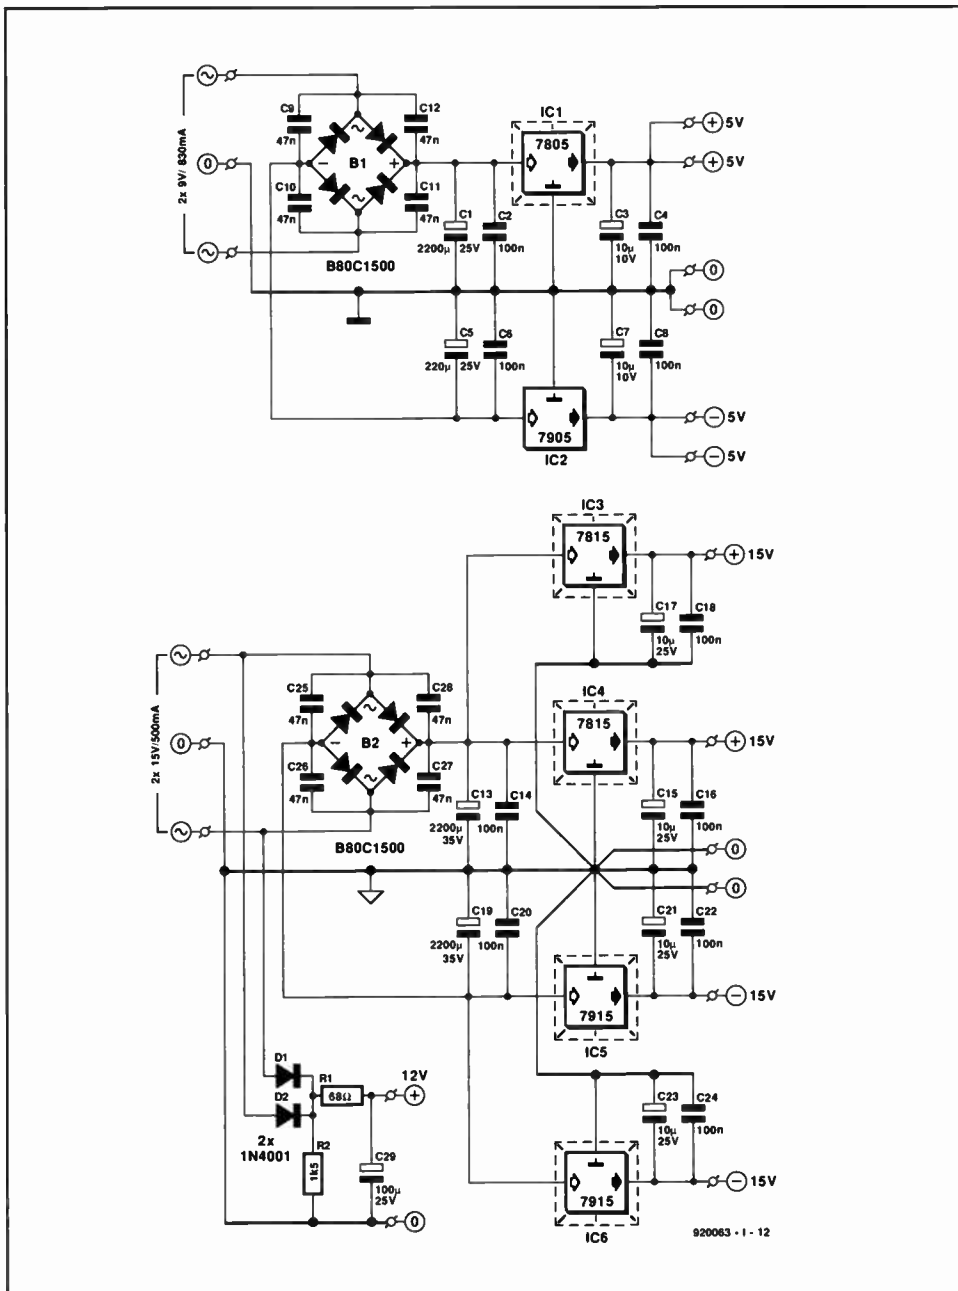 2x 9V/ 830mA
0
C9
47n
C12
47n
C10
47n
C11
47n
B1
B80C1500
C1
2200μ 25V
C2
100n
IC1
7805
C3
10μ
10V
C4
100n
+ 5V
+ 5V
0
0
C5
220μ 25V
C6
100n
7905
IC2
C7
10μ
10V
C8
100n
− 5V
− 5V
2x 15V/500mA
0
C25
47n
C28
47n
C26
47n
C27
47n
B2
B80C1500
IC3
7815
C17
10μ
25V
C18
100n
+ 15V
C13
2200μ
35V
C14
100n
IC4
7815
C15
10μ
25V
C16
100n
+ 15V
0
0
C19
2200μ
35V
C20
100n
7915
IC5
C21
10μ
25V
C22
100n
− 15V
D1
D2
2x
1N4001
R1
68Ω
R2
1k5
12V
+
C29
100μ
25V
0
7915
IC6
C23
10μ
25V
C24
100n
− 15V
920063 - I - 12